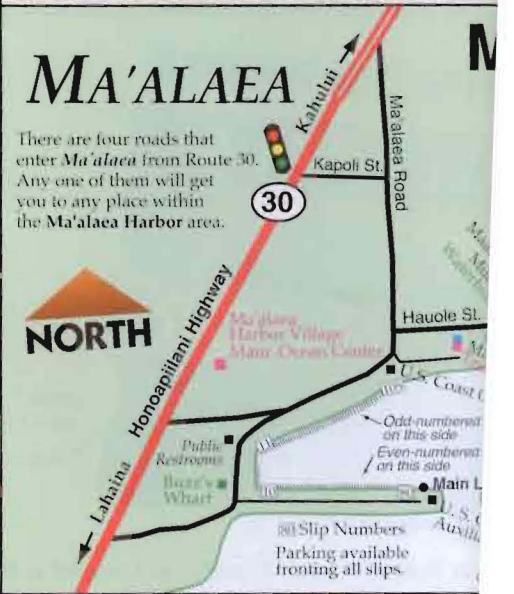 MA'ALAEA
There are four roads that
enter Ma'alaea from Route 30.
Any one of them will get
you to any place within
the Ma'alaea Harbor area.
Kahului
Kapoli St.
Ma'alaea Road
30
NORTH
Honoapiilani Highway
Ma'alaea
Harbor Village
Maui Ocean Center
Hauole St.
U.S. Coast
Odd-numbered
on this side
Even-numbered
on this side
Public
Restrooms
Buzz's
Wharf
Main
Lahaina
U. S.
Slip Numbers
Parking available
fronting all slips.